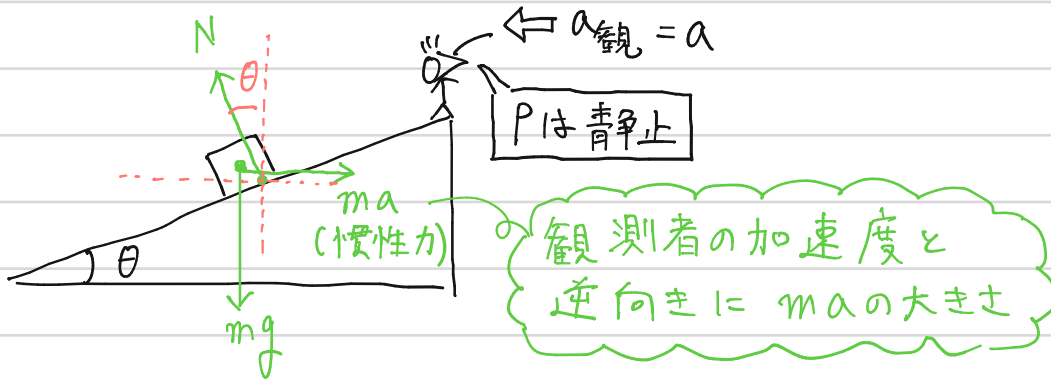 N
θ
a観 = a
Pは静止
θ
ma
(慣性力)
mg
観測者の加速度と
逆向きに maの大きさ